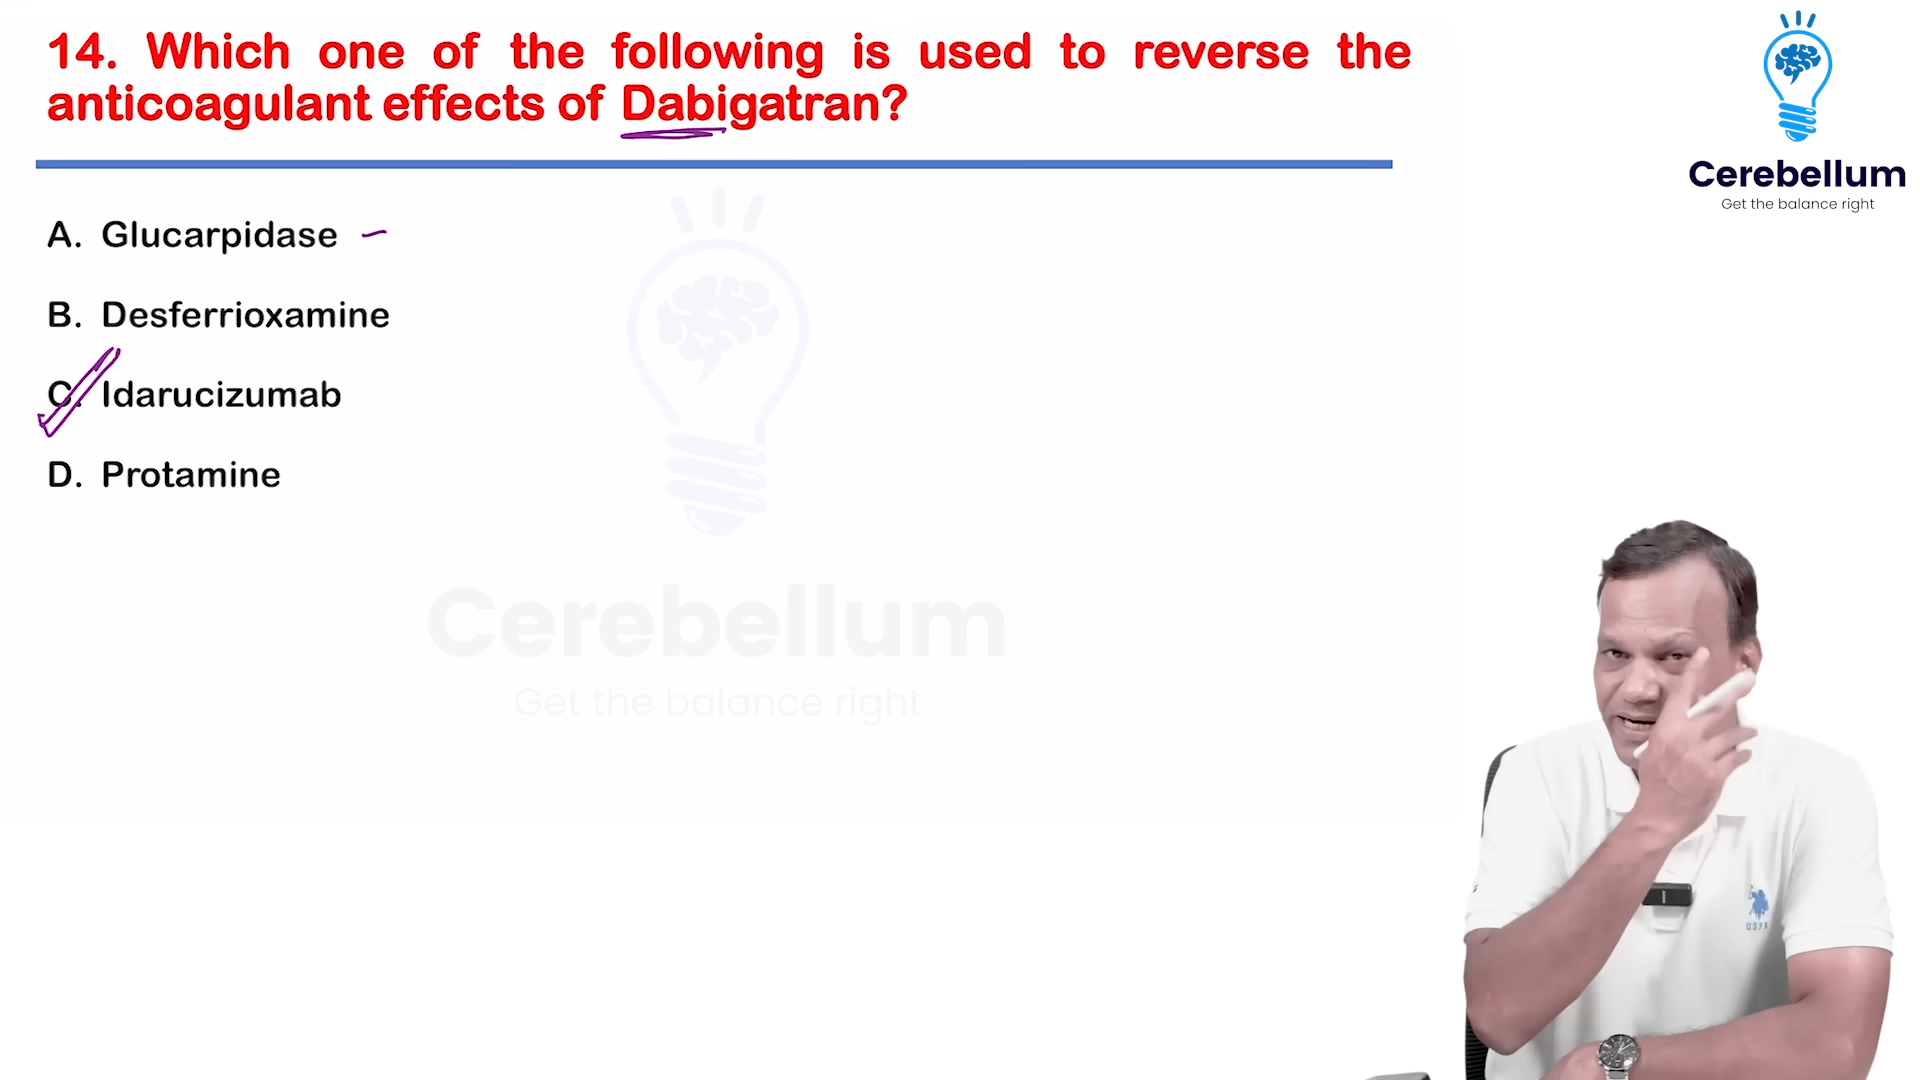 14. Which one of the following is used to reverse the
anticoagulant effects of Dabigatran?
Cerebellum
Get the balance right
A. Glucarpidase
B. Desferrioxamine
C. Idarucizumab
D. Protamine
Cerebellum
Get the balance right